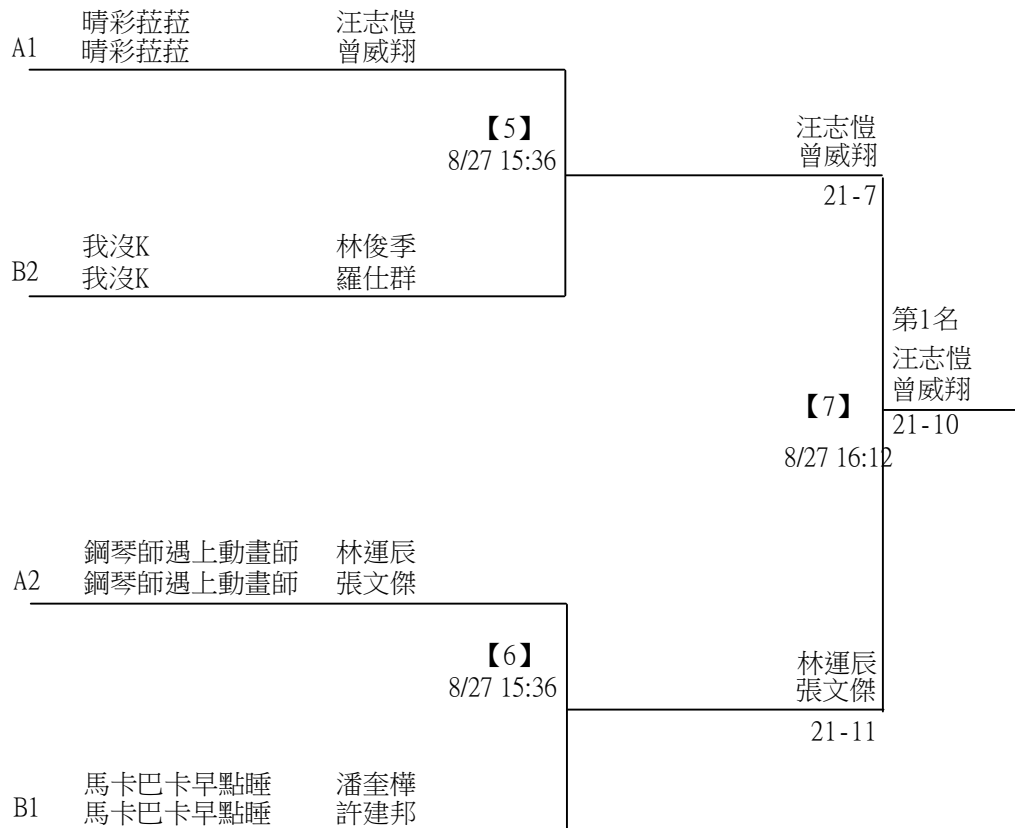 晴彩菈菈 汪志愷
A1 晴彩菈菈 曾威翔
【5】
8/27 15:36
汪志愷
曾威翔
21-7
我沒K 林俊季
B2 我沒K 羅仕群
第1名
汪志愷
曾威翔
【7】
21-10
8/27 16:12
鋼琴師遇上動畫師 林運辰
A2 鋼琴師遇上動畫師 張文傑
【6】
8/27 15:36
林運辰
張文傑
21-11
馬卡巴卡早點睡 潘奎樺
B1 馬卡巴卡早點睡 許建邦